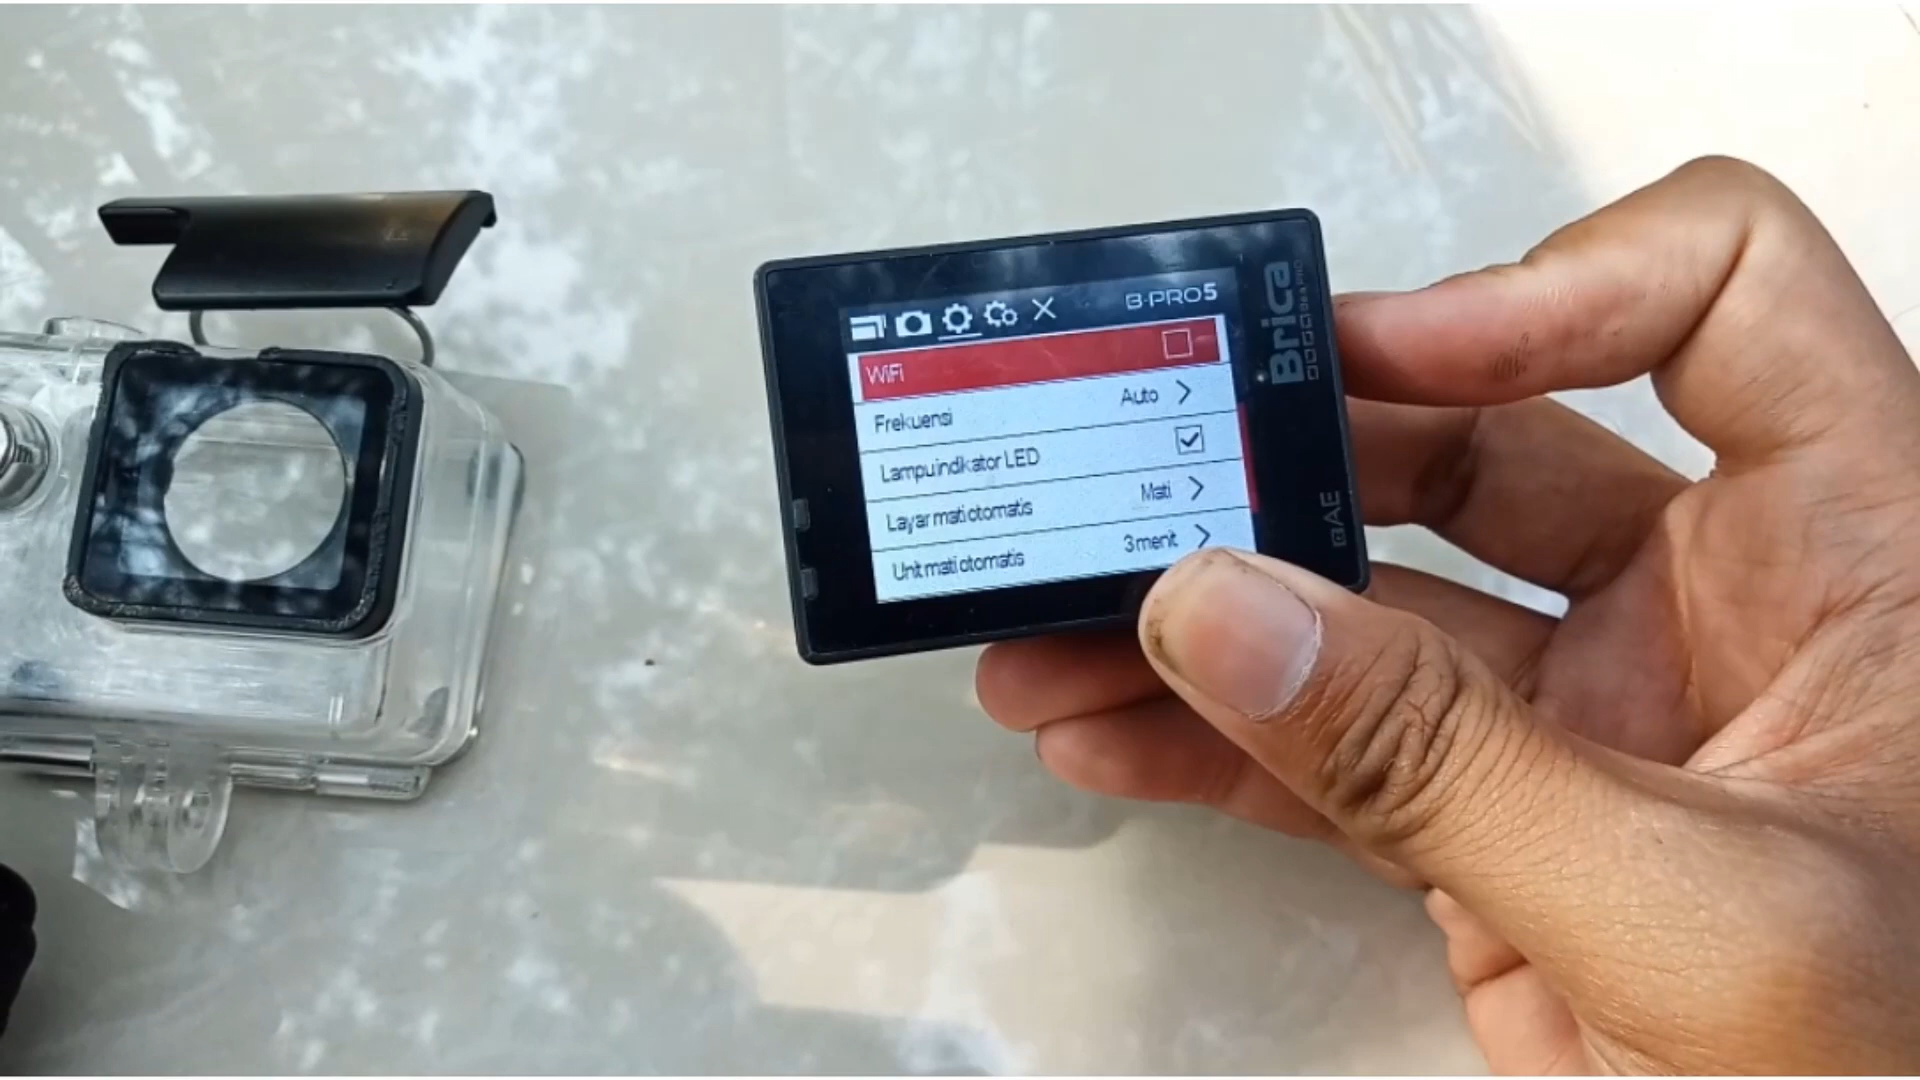 B·PRO5
WiFi
Frekuensi Auto
Lampu indikator LED
Layar mati otomatis Mati
Unit mati otomatis 3 menit
Brica
AE